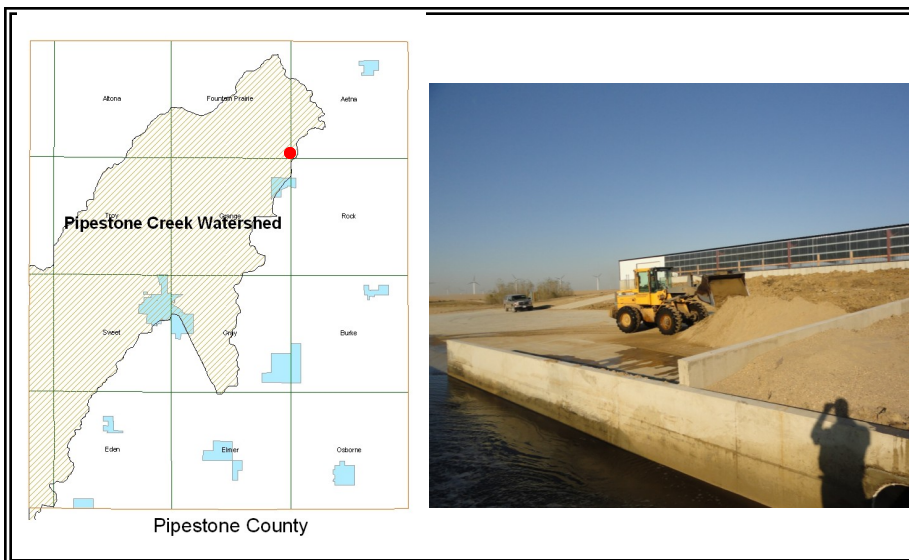 Altona
Fountain Prairie
Aetna
Troy
Grange
Rock
Pipestone Creek Watershed
Sweet
Gray
Burke
Eden
Elmer
Osborne
Pipestone County